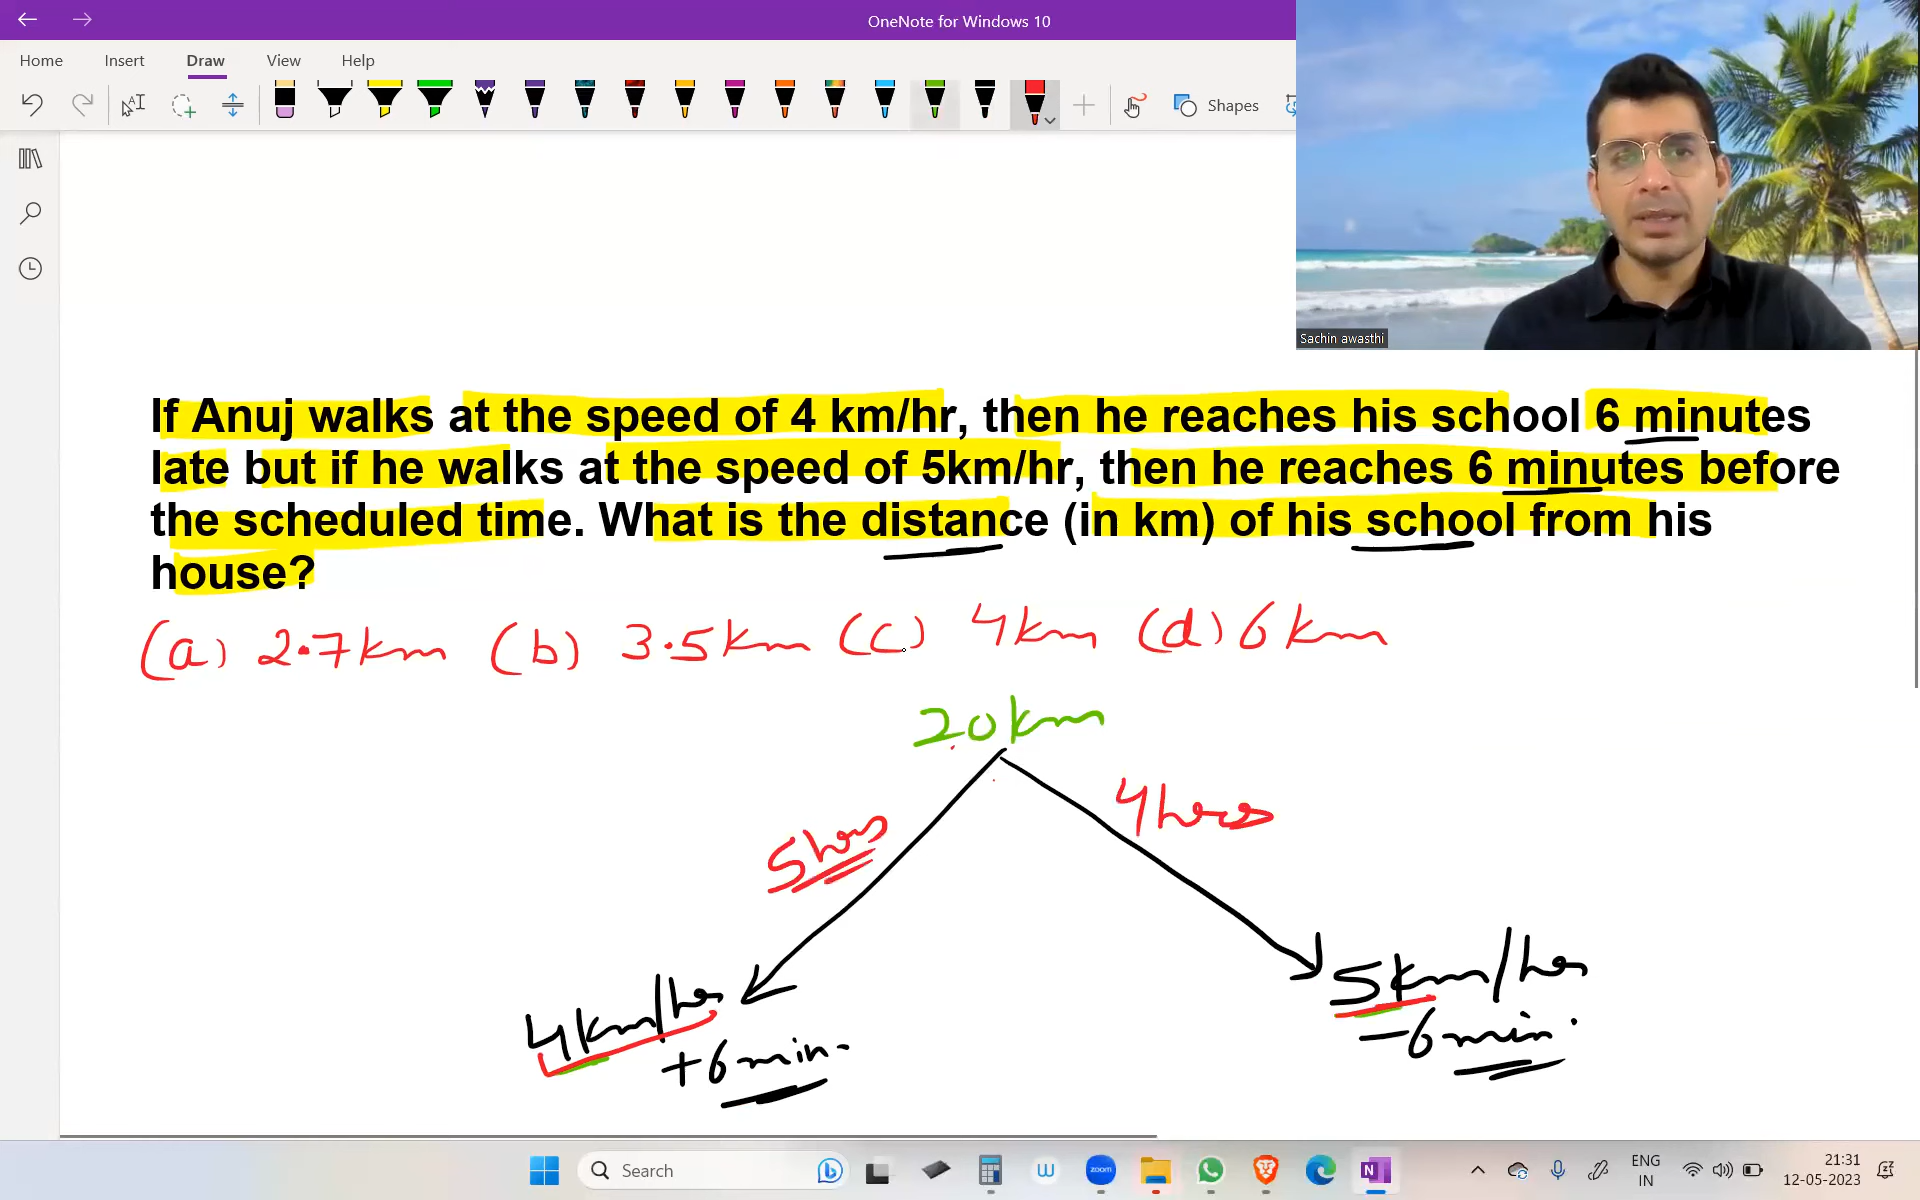 OneNote for Windows 10
Home Insert Draw View Help
Shapes
Sachin awasthi
If Anuj walks at the speed of 4 km/hr, then he reaches his school 6 minutes
late but if he walks at the speed of 5km/hr, then he reaches 6 minutes before
the scheduled time. What is the distance (in km) of his school from his
house?
(a) 2.7km (b) 3.5km (c) 4km (d) 6km
20km
5hrs
4hrs
4km/hr
+6min.
5km/hr
-6min.
Search
zoom
ENG
IN
21:31
12-05-2023